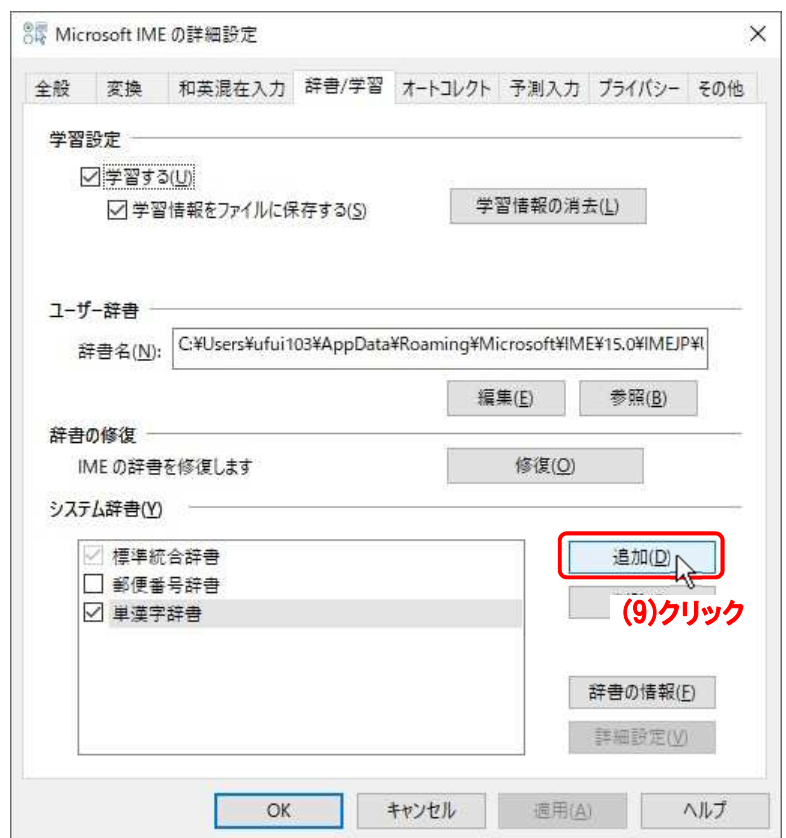 Microsoft IME の詳細設定
全般 変換 和英混在入力 辞書/学習 オートコレクト 予測入力 プライバシー その他
学習設定
学習する(U)
学習情報をファイルに保存する(S) 学習情報の消去(L)
ユーザー辞書
辞書名(N): C:¥Users¥ufui103¥AppData¥Roaming¥Microsoft¥IME¥15.0¥IMEJP¥
編集(E) 参照(B)
辞書の修復
IME の辞書を修復します 修復(O)
システム辞書(Y)
標準統合辞書 追加(D)
郵便番号辞書
単漢字辞書 (9)クリック
辞書の情報(F)
詳細設定(V)
OK キャンセル 適用(A) ヘルプ